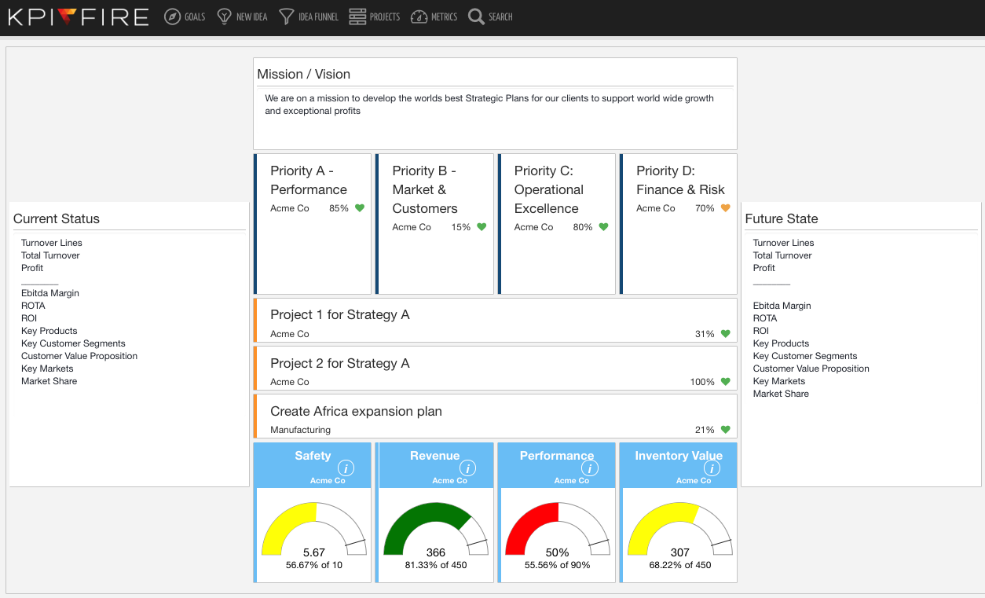 KPI FIRE GOALS NEW IDEA IDEA FUNNEL PROJECTS METRICS SEARCH
Mission / Vision
We are on a mission to develop the worlds best Strategic Plans for our clients to support world wide growth
and exceptional profits
Current Status
Turnover Lines
Total Turnover
Profit
________
Ebitda Margin
ROTA
ROI
Key Products
Key Customer Segments
Customer Value Proposition
Key Markets
Market Share
Priority A -
Performance
Acme Co 85%
Priority B -
Market &
Customers
Acme Co 15%
Priority C:
Operational
Excellence
Acme Co 80%
Priority D:
Finance & Risk
Acme Co 70%
Project 1 for Strategy A
Acme Co 31%
Project 2 for Strategy A
Acme Co 100%
Create Africa expansion plan
Manufacturing 21%
Safety
i
Acme Co
5.67
56.67% of 10
Revenue
i
Acme Co
366
81.33% of 450
Performance
i
Acme Co
50%
55.56% of 90%
Inventory Value
i
Acme Co
307
68.22% of 450
Future State
Turnover Lines
Total Turnover
Profit
________
Ebitda Margin
ROTA
ROI
Key Products
Key Customer Segments
Customer Value Proposition
Key Markets
Market Share